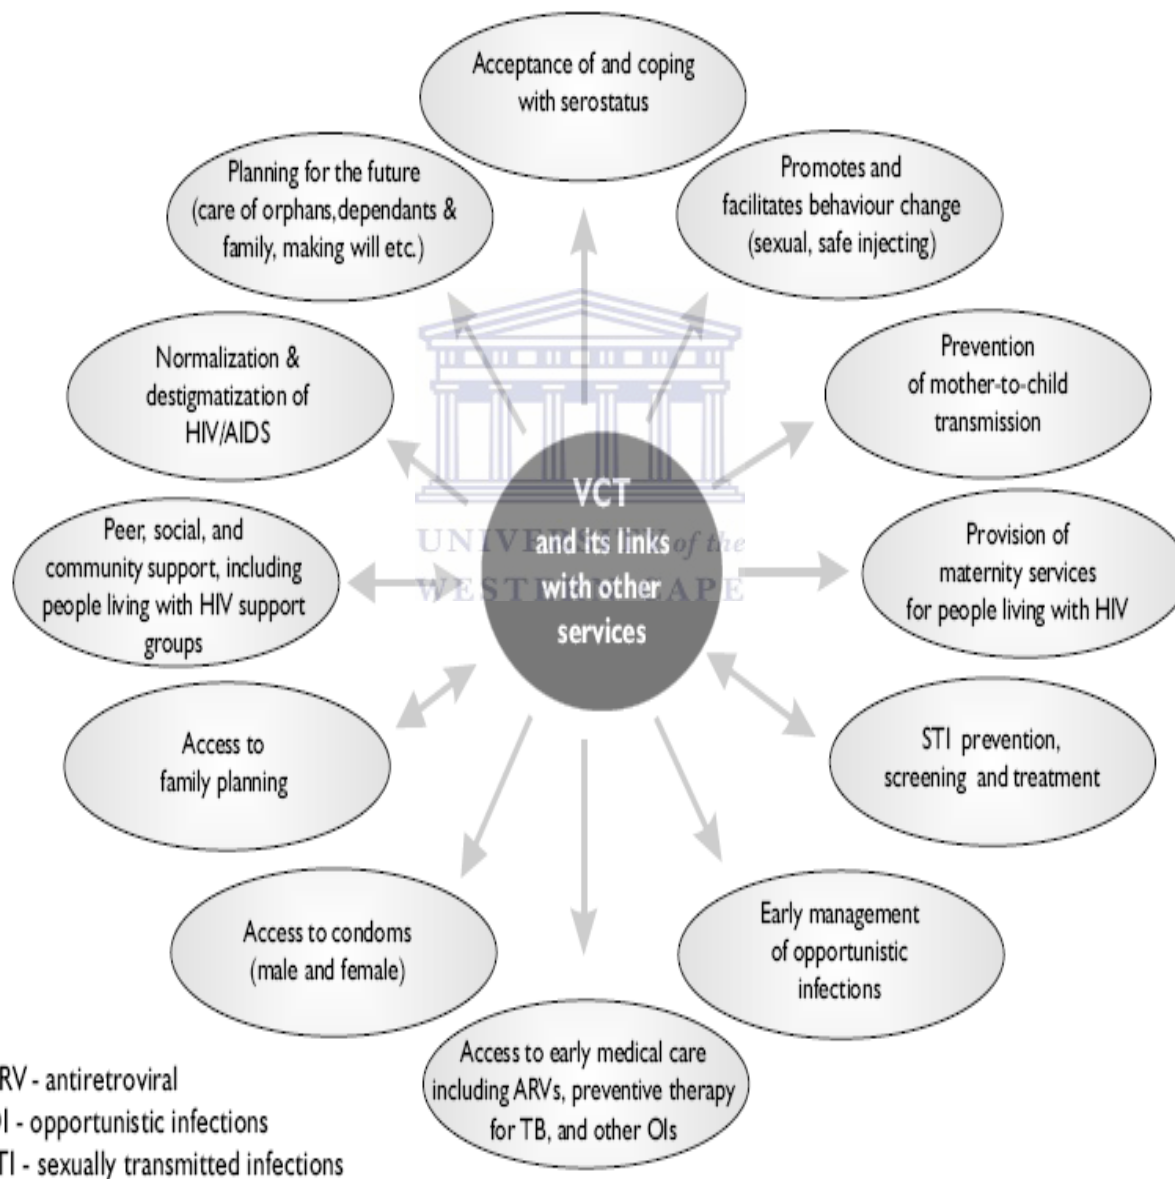 Acceptance of and coping
with serostatus
Promotes and
facilitates behaviour change
(sexual, safe injecting)
Prevention
of mother-to-child
transmission
Provision of
maternity services
for people living with HIV
STI prevention,
screening and treatment
Early management
of opportunistic
infections
Access to early medical care
including ARVs, preventive therapy
for TB, and other OIs
Access to condoms
(male and female)
Access to
family planning
Peer, social, and
community support, including
people living with HIV support
groups
Normalization &
destigmatization of
HIV/AIDS
Planning for the future
(care of orphans, dependants &
family, making will etc.)
VCT
and its links
with other
services
UNIVERSITY of the
WESTERN CAPE
RV - antiretroviral
I - opportunistic infections
TI - sexually transmitted infections